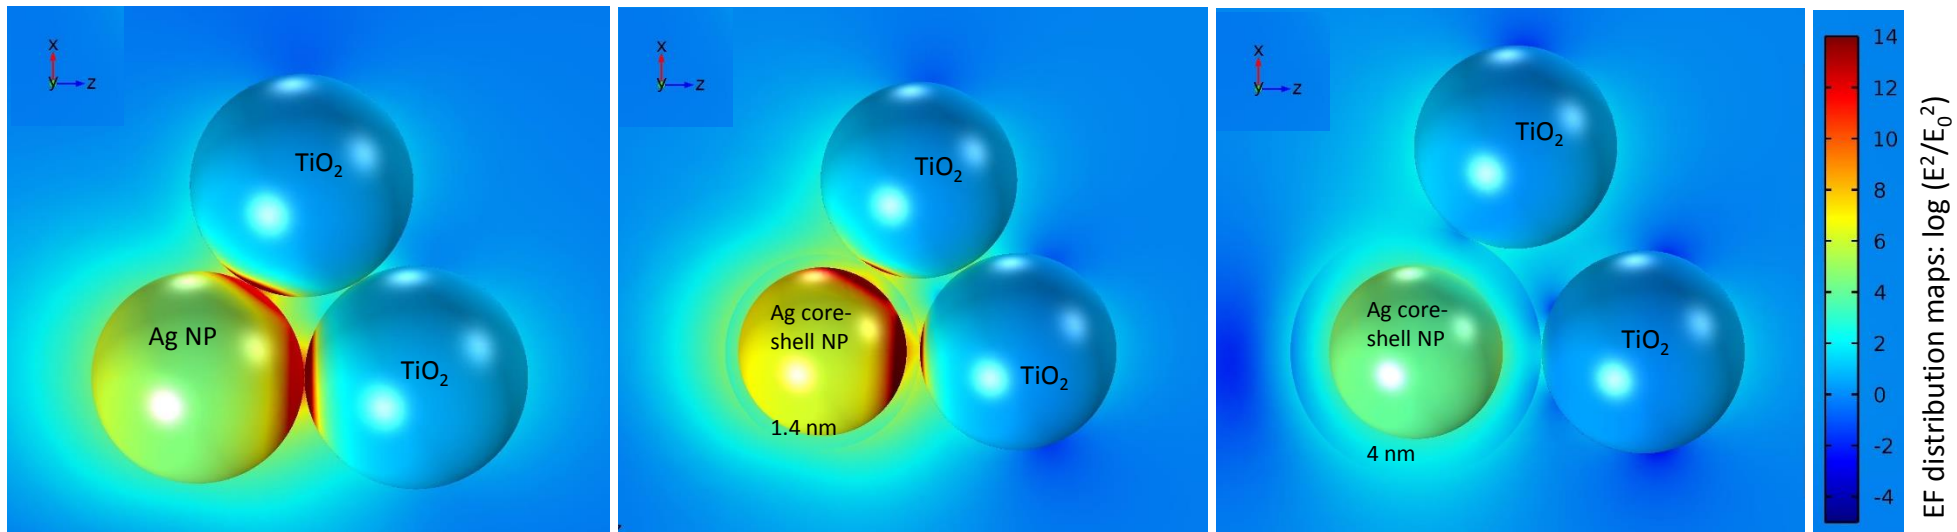 x
y
z
TiO₂
Ag NP
TiO₂
x
y
z
TiO₂
Ag core-
shell NP
TiO₂
1.4 nm
x
y
z
TiO₂
Ag core-
shell NP
TiO₂
4 nm
14
12
10
8
6
4
2
0
-2
-4
EF distribution maps: log (E²/E₀²)